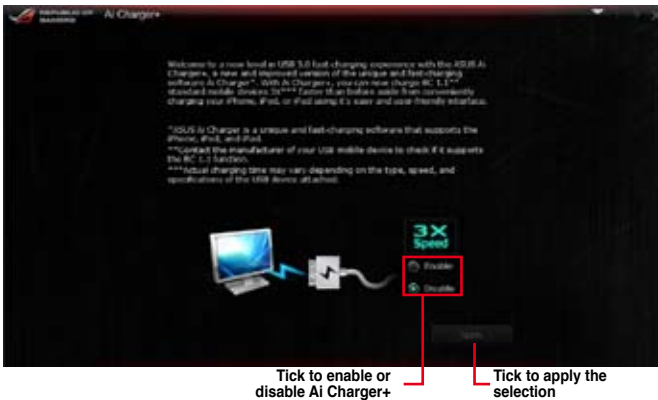 REPUBLIC OF
GAMERS
Ai Charger+
Welcome to a new level in USB 3.0 fast-charging experience with the ASUS Ai
Charger+, a new and improved version of the unique and fast-charging
software Ai Charger*. With Ai Charger+, you can now charge BC 1.1**
standard mobile devices 3x*** faster than before aside from conveniently
charging your iPhone, iPod, or iPad using it's easer and user-friendly interface.
*ASUS Ai Charger is a unique and fast-charging software that supports the
iPhone, iPod, and iPad.
**Contact the manufacturer of your USB mobile device to check if it supports
the BC 1.1 function.
***Actual charging time may vary depending on the type, speed, and
specifications of the USB device attached.
3X
Speed
Enable
Disable
Apply
Tick to enable or
disable Ai Charger+
Tick to apply the
selection